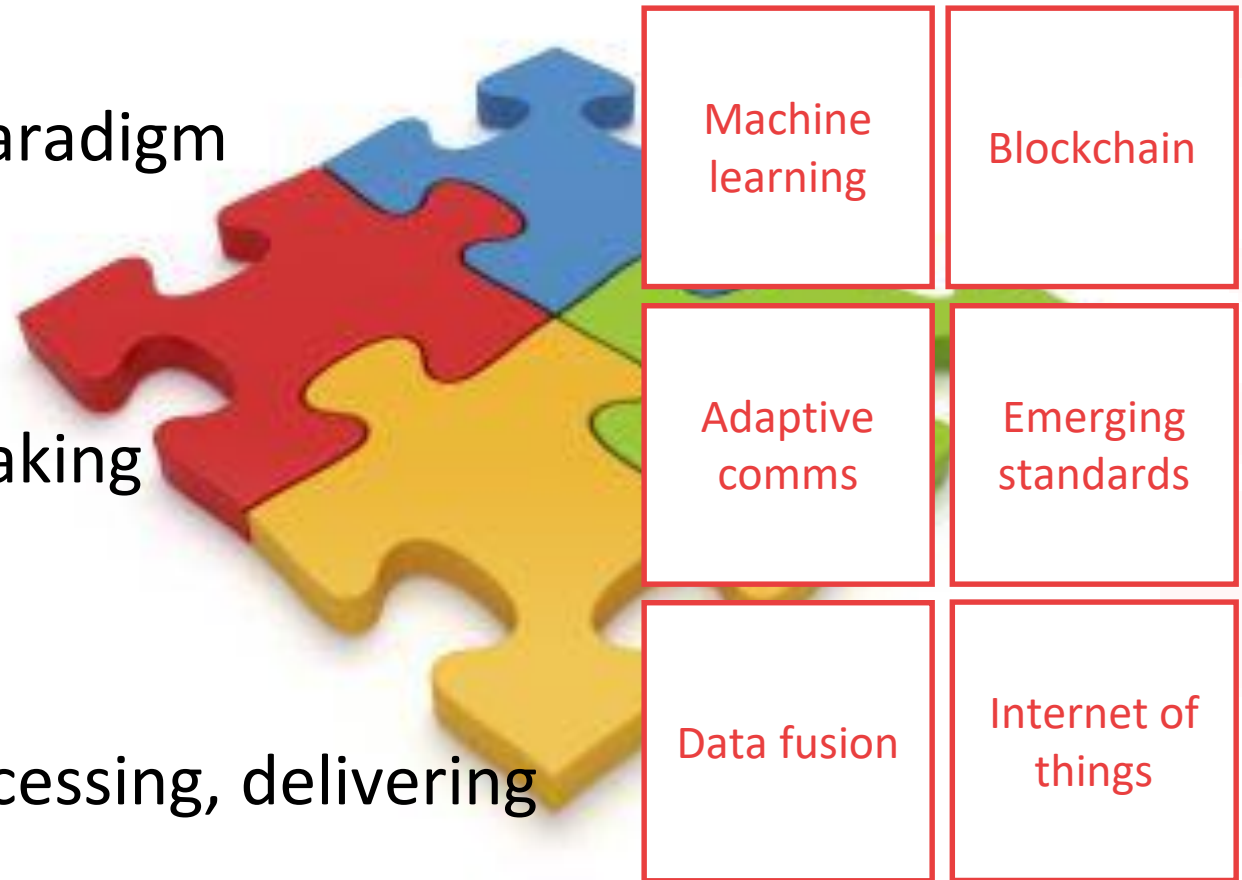 aradigm
aking
cessing, delivering
Machine
learning
Blockchain
Adaptive
comms
Emerging
standards
Data fusion
Internet of
things